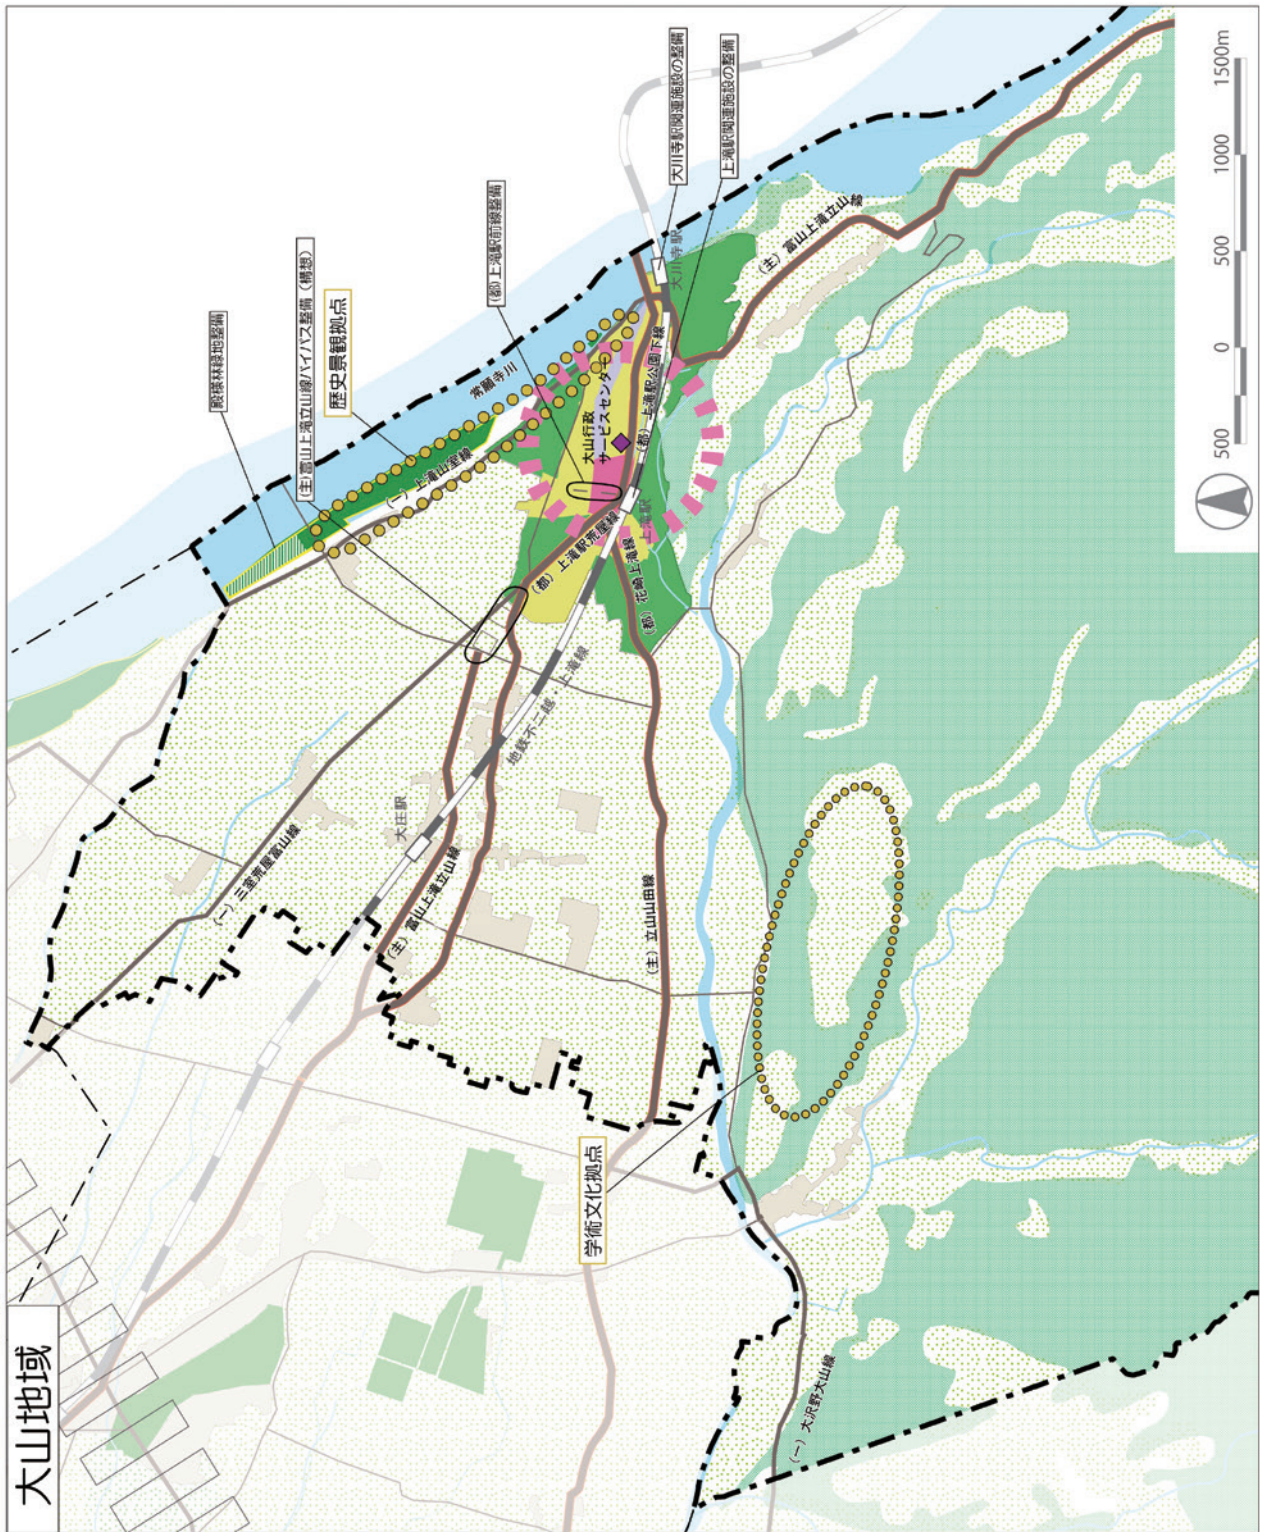 大山地域
殿様林緑地整備
(主)富山上滝立山線バイパス整備(構想)
歴史景観拠点
(都)上滝駅前線整備
大川寺駅関連施設の整備
上滝駅関連施設の整備
常願寺川
(一)上滝山室線
大山行政
サービスセンター
(都)上滝駅公園下線
大川寺駅
(主)富山上滝立山線
(都)上滝駅荒屋線
上滝駅
(都)花崎上滝線
地鉄不二越・上滝線
大庄駅
(一)三室荒屋富山線
(主)富山上滝立山線
(主)立山山田線
学術文化拠点
(一)大沢野大山線
500
0
500
1000
1500m